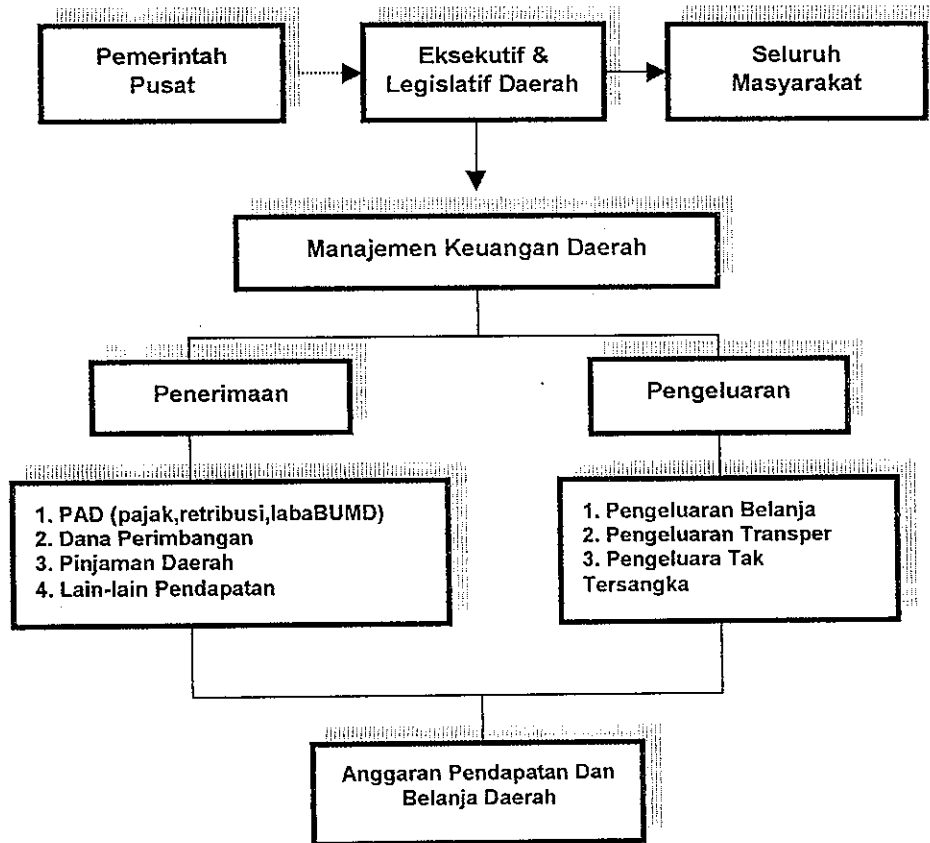 Pemerintah
Pusat
Eksekutif &
Legislatif Daerah
Seluruh
Masyarakat
Manajemen Keuangan Daerah
Penerimaan
Pengeluaran
1. PAD (pajak,retribusi,labaBUMD)
2. Dana Perimbangan
3. Pinjaman Daerah
4. Lain-lain Pendapatan
1. Pengeluaran Belanja
2. Pengeluaran Transper
3. Pengeluara Tak
Tersangka
Anggaran Pendapatan Dan
Belanja Daerah